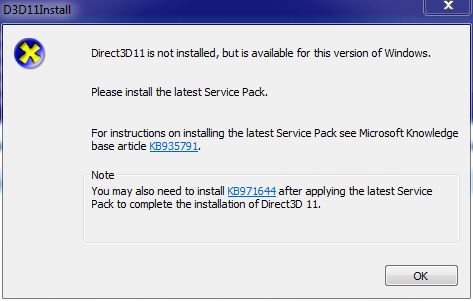 D3D11Install
Direct3D11 is not installed, but is available for this version of Windows.
Please install the latest Service Pack.
For instructions on installing the latest Service Pack see Microsoft Knowledge
base article KB935791.
Note
You may also need to install KB971644 after applying the latest Service
Pack to complete the installation of Direct3D 11.
OK